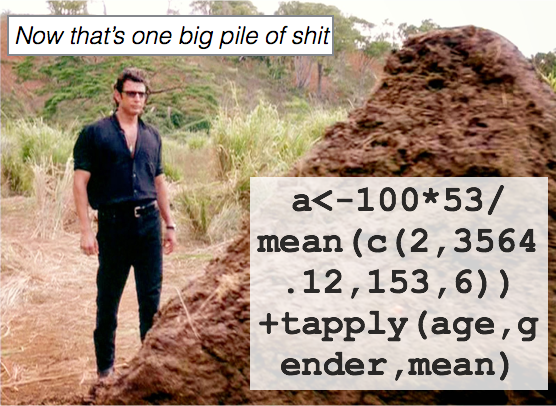 Now that's one big pile of shit
a<-100*53/
mean(c(2,3564
.12,153,6))
+tapply(age,g
ender,mean)